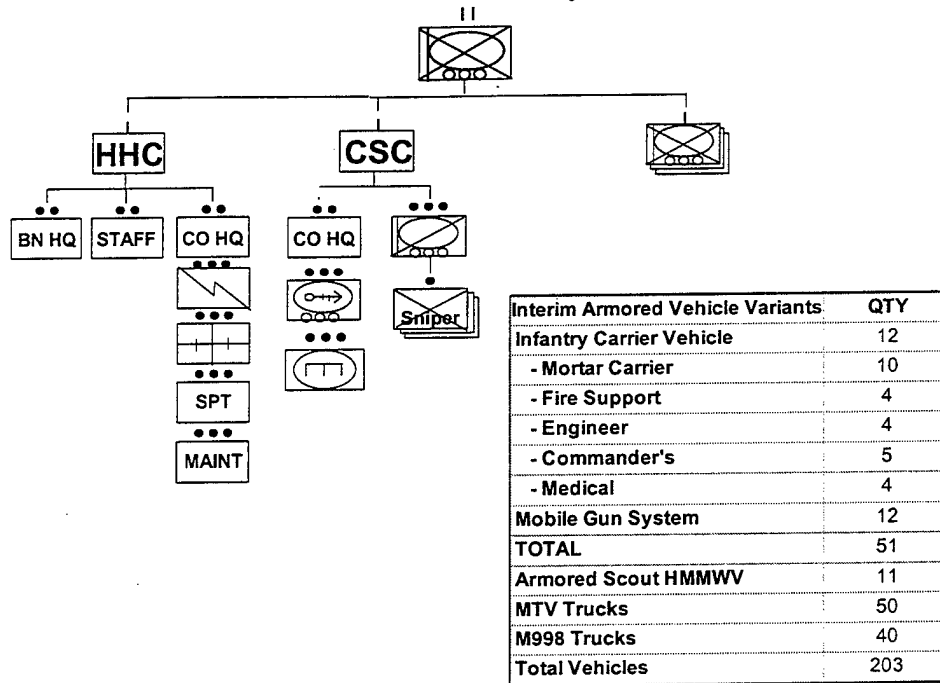 HHC
CSC
BN HQ
STAFF
CO HQ
CO HQ
Sniper
SPT
MAINT
Interim Armored Vehicle Variants QTY
Infantry Carrier Vehicle 12
- Mortar Carrier 10
- Fire Support 4
- Engineer 4
- Commander's 5
- Medical 4
Mobile Gun System 12
TOTAL 51
Armored Scout HMMWV 11
MTV Trucks 50
M998 Trucks 40
Total Vehicles 203